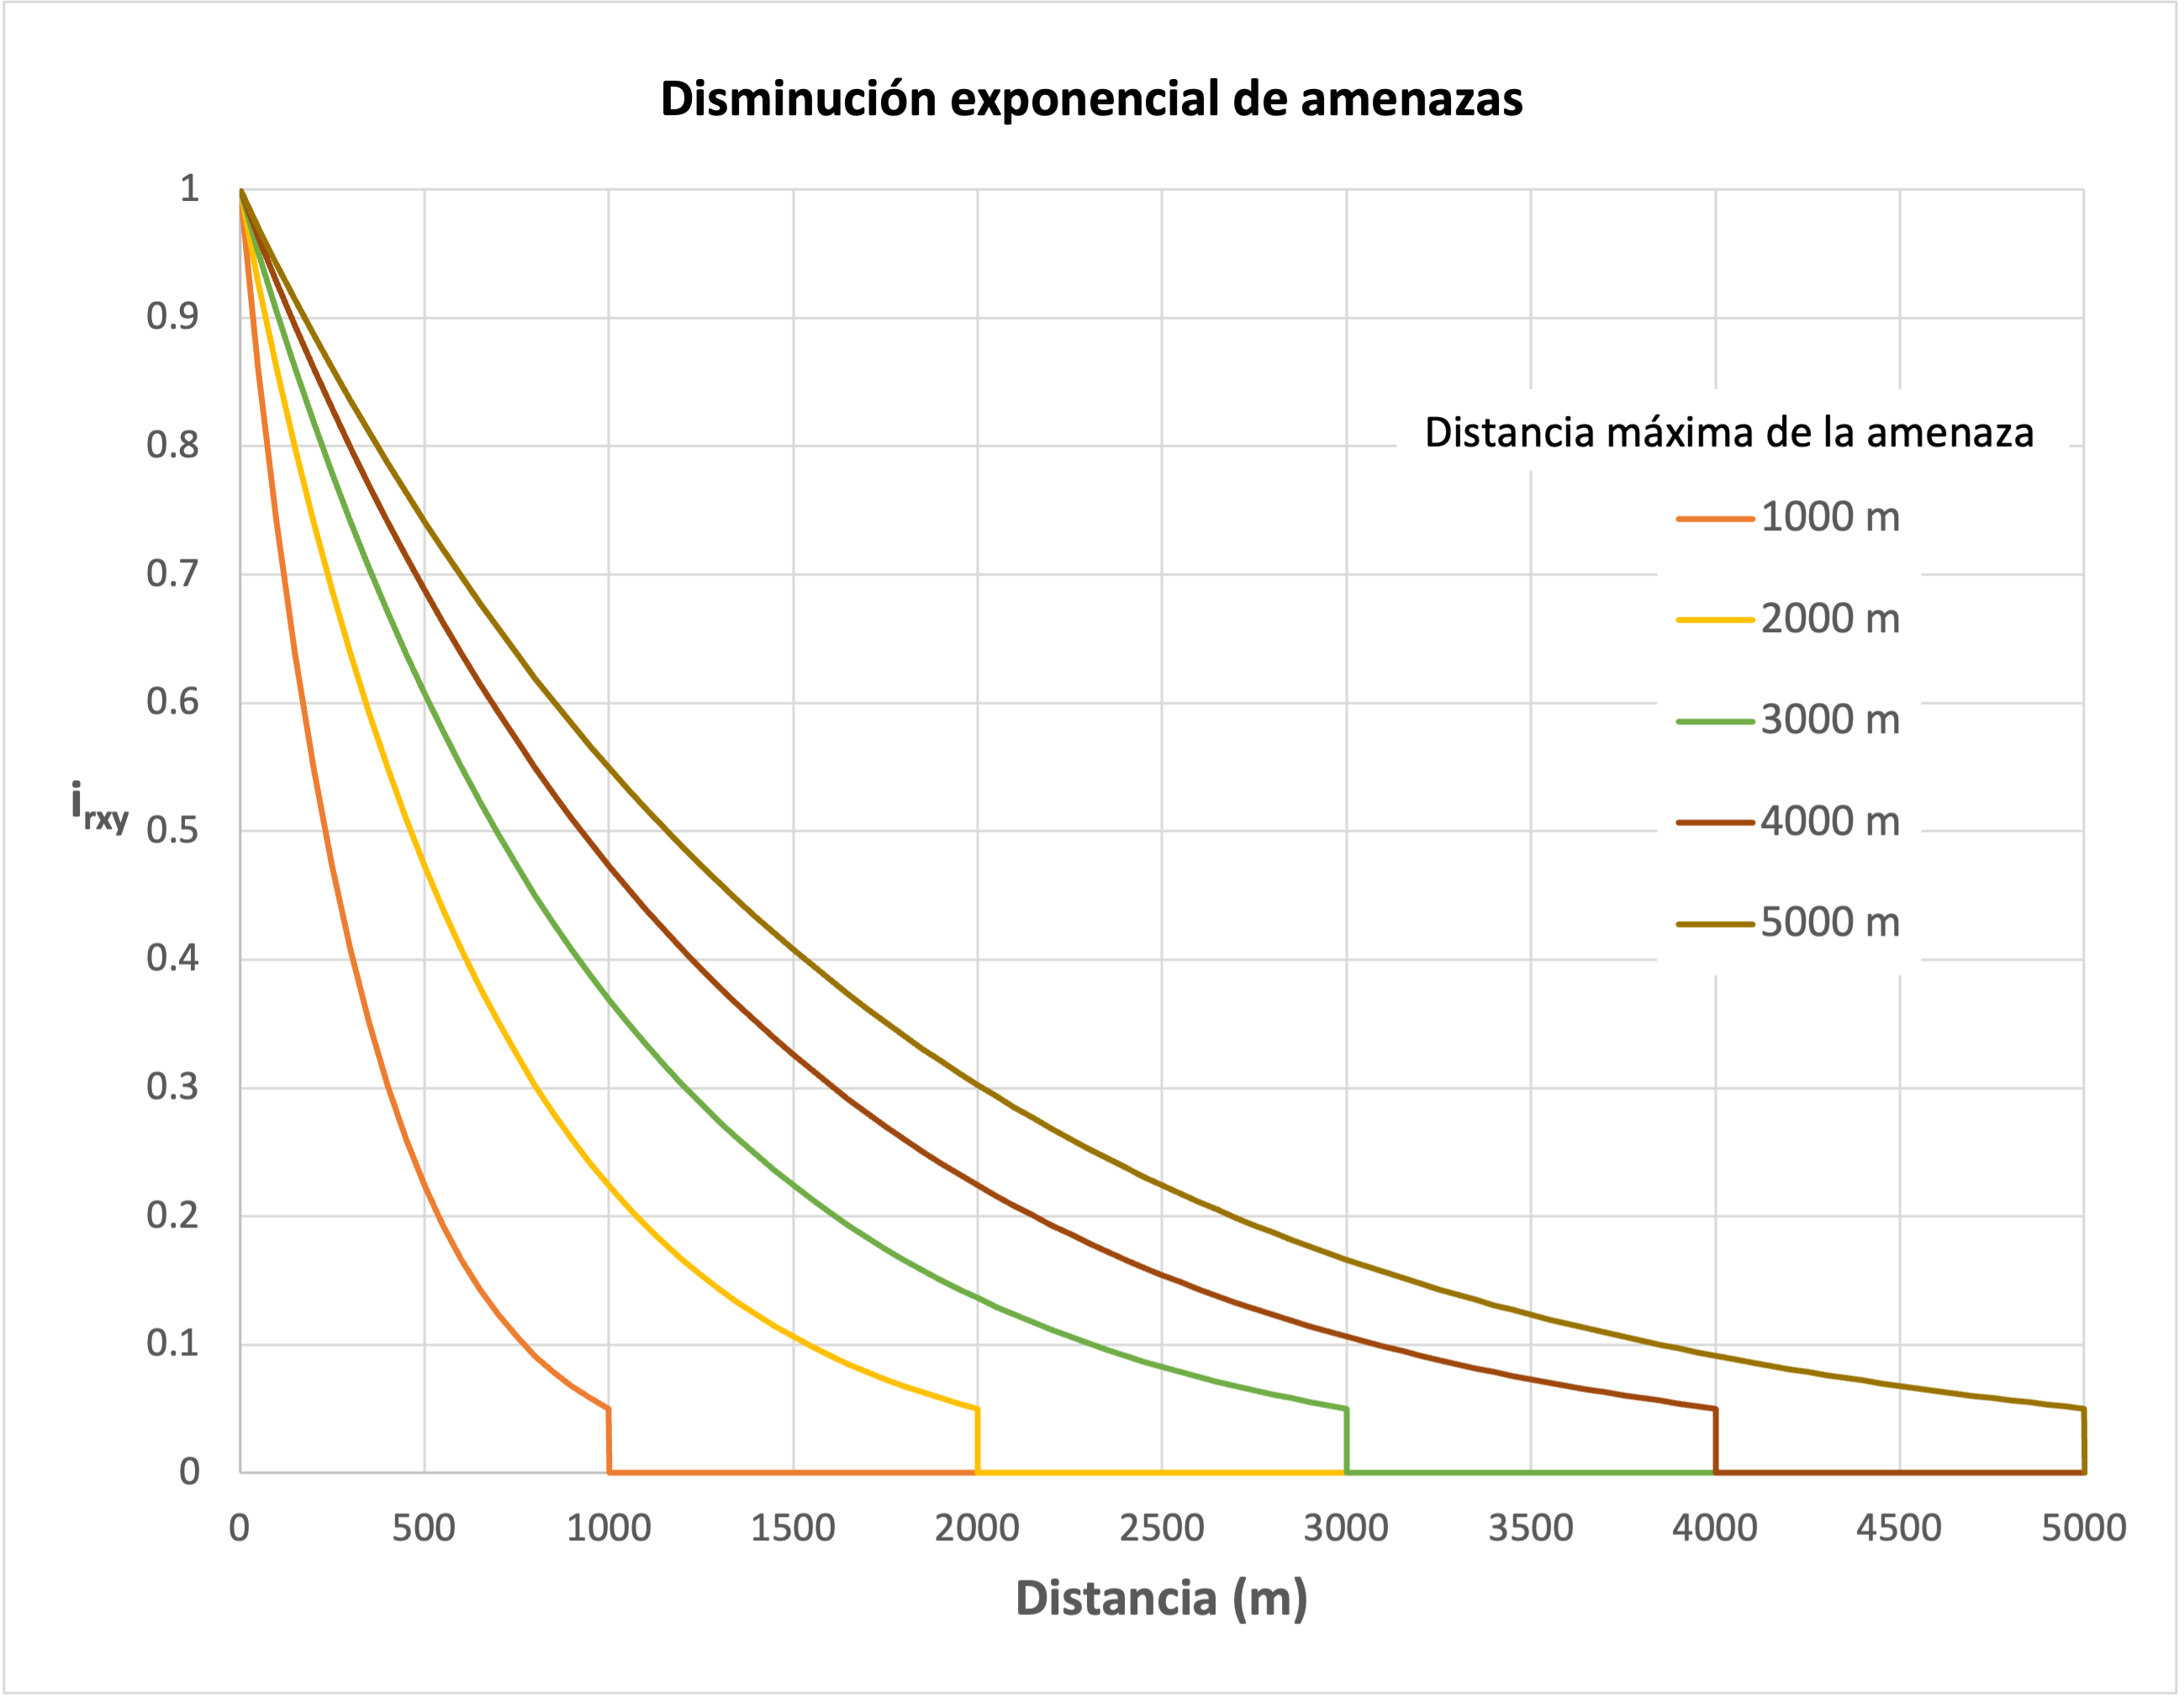 Disminución exponencial de amenazas
1
0.9
0.8
0.7
0.6
0.5
0.4
0.3
0.2
0.1
0
irxy
Distancia máxima de la amenaza
1000 m
2000 m
3000 m
4000 m
5000 m
0 500 1000 1500 2000 2500 3000 3500 4000 4500 5000
Distancia (m)